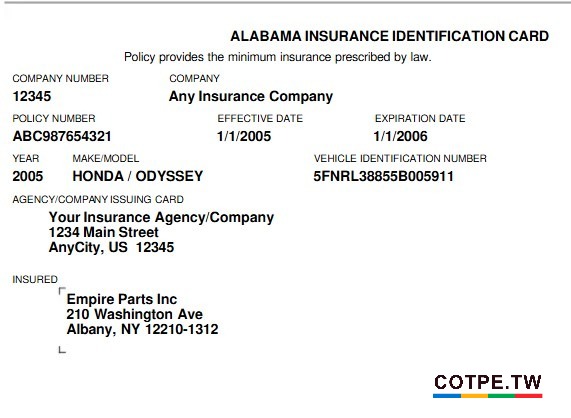 ALABAMA INSURANCE IDENTIFICATION CARD
Policy provides the minimum insurance prescribed by law.
COMPANY NUMBER COMPANY
12345 Any Insurance Company
POLICY NUMBER EFFECTIVE DATE EXPIRATION DATE
ABC987654321 1/1/2005 1/1/2006
YEAR MAKE/MODEL VEHICLE IDENTIFICATION NUMBER
2005 HONDA / ODYSSEY 5FNRL38855B005911
AGENCY/COMPANY ISSUING CARD
Your Insurance Agency/Company
1234 Main Street
AnyCity, US 12345
INSURED
Empire Parts Inc
210 Washington Ave
Albany, NY 12210-1312
COTPE.TW